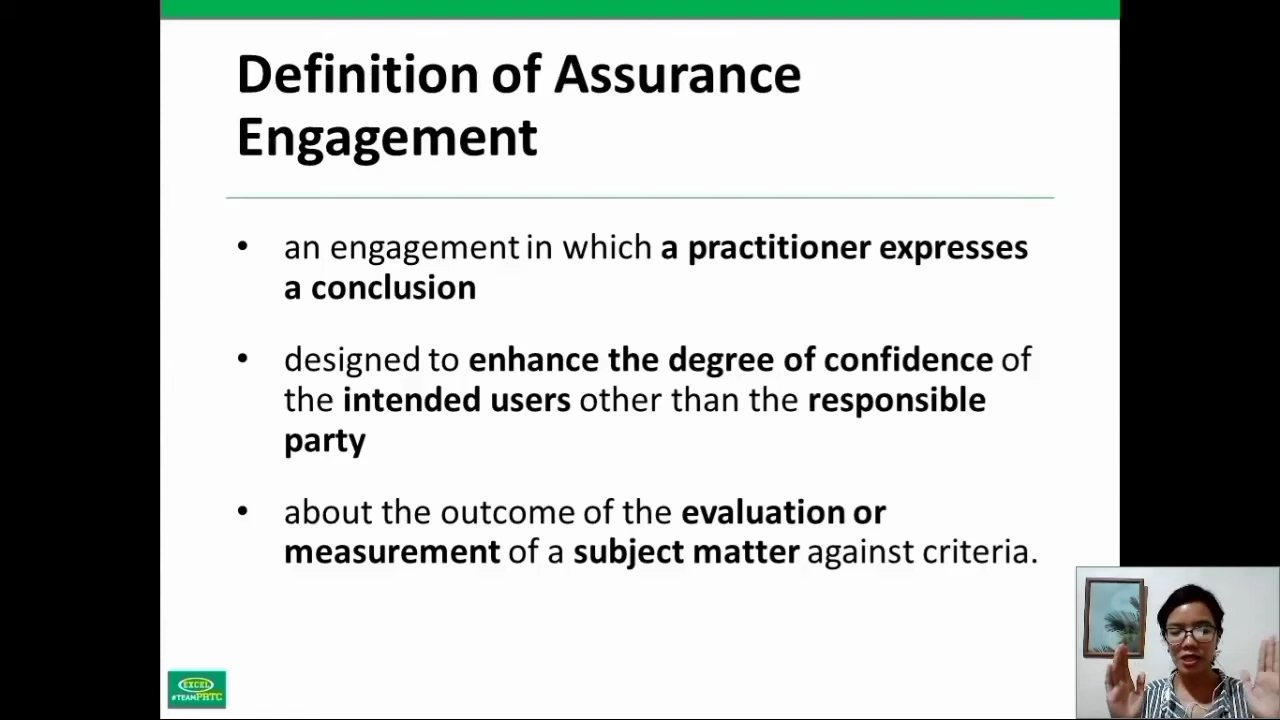 Definition of Assurance
Engagement
• an engagement in which a practitioner expresses
a conclusion
• designed to enhance the degree of confidence of
the intended users other than the responsible
party
• about the outcome of the evaluation or
measurement of a subject matter against criteria.
EXCEL
#TEAMPRTC